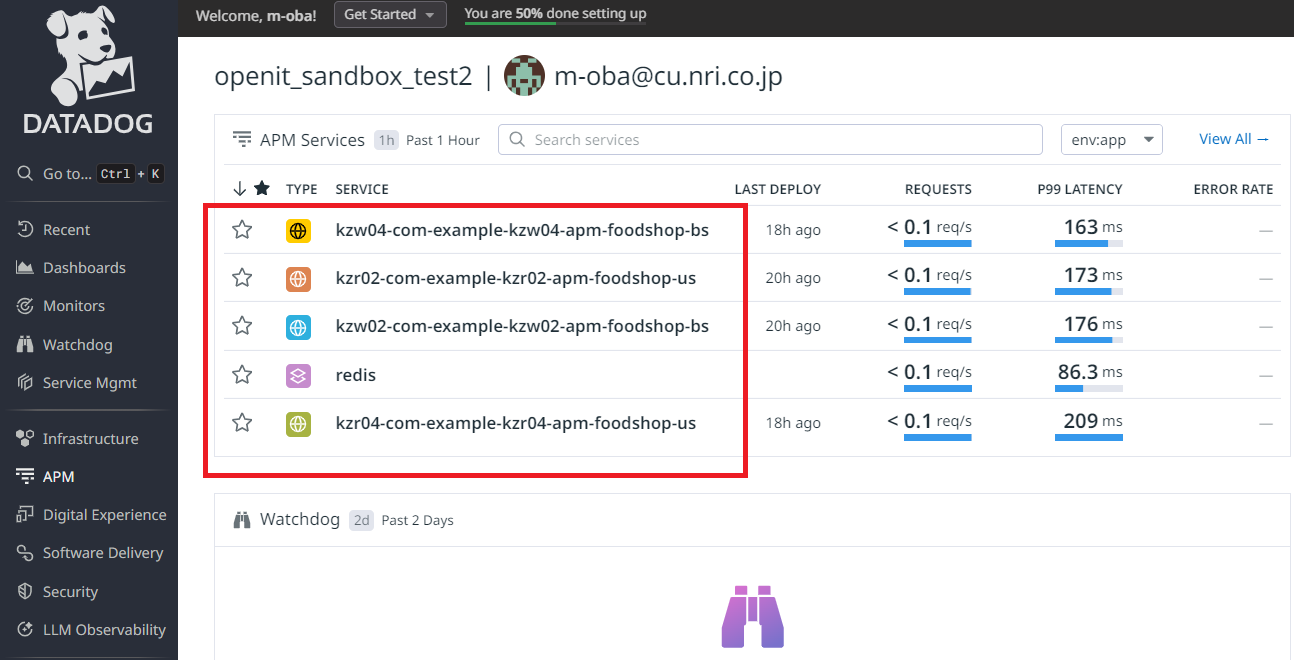 Welcome, m-oba! Get Started You are 50% done setting up
DATADOG
Go to... Ctrl + K
Recent
Dashboards
Monitors
Watchdog
Service Mgmt
Infrastructure
APM
Digital Experience
Software Delivery
Security
LLM Observability
openit_sandbox_test2 | m-oba@cu.nri.co.jp
APM Services 1h Past 1 Hour Search services env:app View All →
TYPE SERVICE LAST DEPLOY REQUESTS P99 LATENCY ERROR RATE
kzw04-com-example-kzw04-apm-foodshop-bs 18h ago < 0.1 req/s 163 ms —
kzr02-com-example-kzr02-apm-foodshop-us 20h ago < 0.1 req/s 173 ms —
kzw02-com-example-kzw02-apm-foodshop-bs 20h ago < 0.1 req/s 176 ms —
redis < 0.1 req/s 86.3 ms —
kzr04-com-example-kzr04-apm-foodshop-us 18h ago < 0.1 req/s 209 ms —
Watchdog 2d Past 2 Days